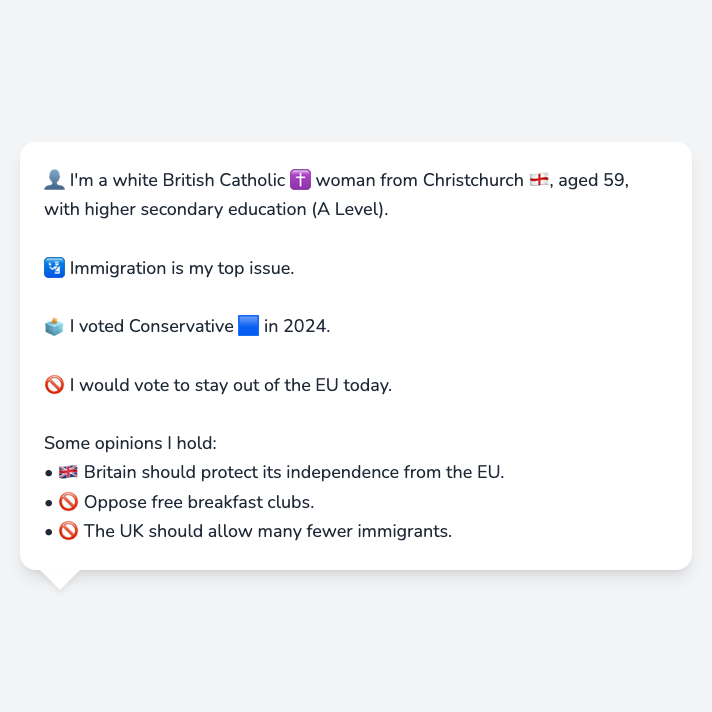 👤 I'm a white British Catholic ✝️ woman from Christchurch 🏴󠁧󠁢󠁥󠁮󠁧󠁿, aged 59,
with higher secondary education (A Level).
🛂 Immigration is my top issue.
🗳️ I voted Conservative 🟦 in 2024.
🚫 I would vote to stay out of the EU today.
Some opinions I hold:
• 🇬🇧 Britain should protect its independence from the EU.
• 🚫 Oppose free breakfast clubs.
• 🚫 The UK should allow many fewer immigrants.